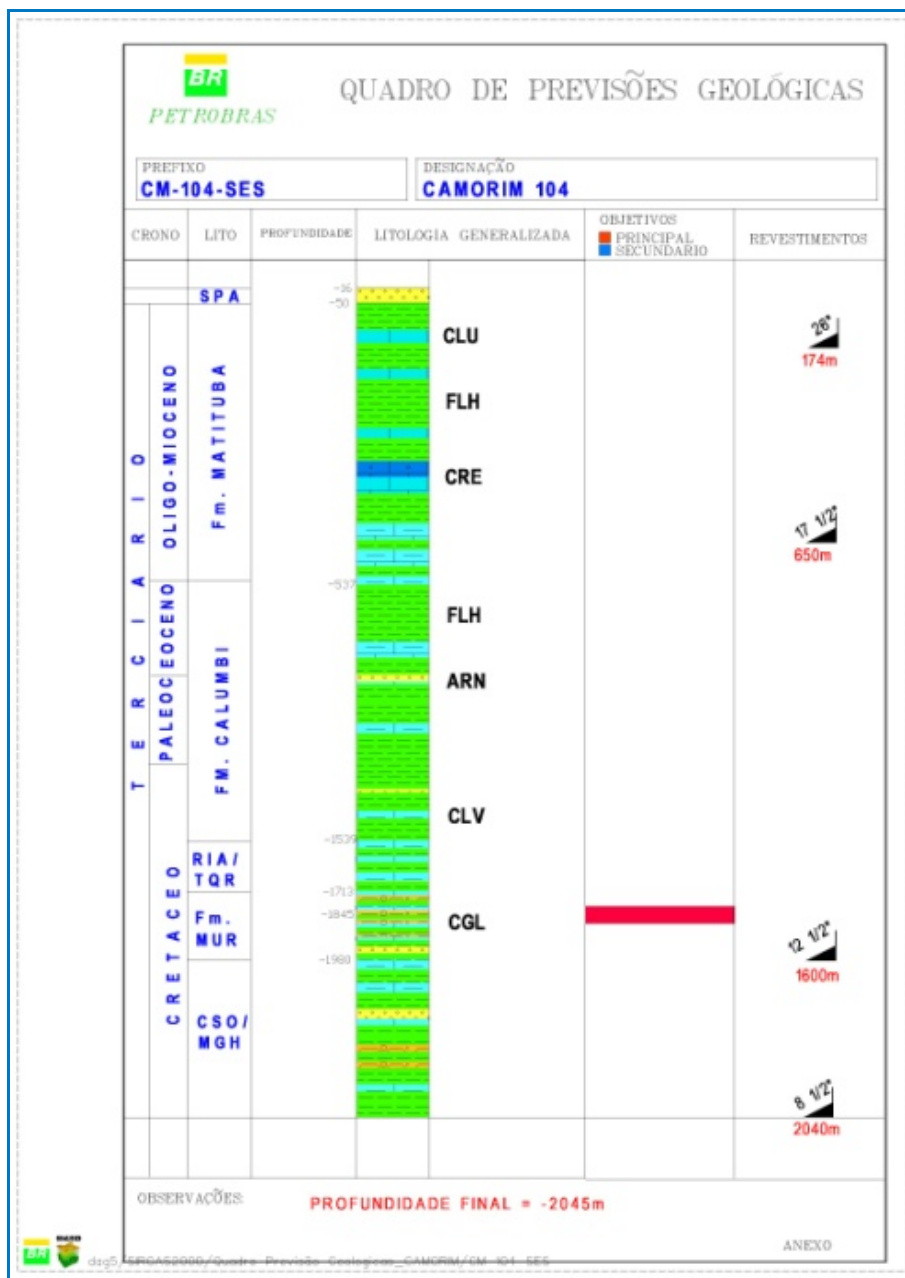 BR
PETROBRAS
QUADRO DE PREVISÕES GEOLÓGICAS
PREFIXO
CM-104-SES
DESIGNAÇÃO
CAMORIM 104
CRONO
LITO
PROFUNDIDADE
LITOLOGIA GENERALIZADA
OBJETIVOS
PRINCIPAL
SECUNDARIO
REVESTIMENTOS
SPA
-50
CLU
26"
174m
TERCIARIO
OLIGO-MIOCENO
Fm. MATITUBA
FLH
CRE
17 1/2"
650m
-537
PALEOC
EOCENO
FM. CALUMBI
FLH
ARN
CLV
-1539
CRETACEO
RIA/
TQR
-1713
-1845
Fm.
MUR
CGL
12 1/2"
1600m
-1980
CSO/
MGH
8 1/2"
2040m
OBSERVAÇÕES:
PROFUNDIDADE FINAL = -2045m
ANEXO
BR